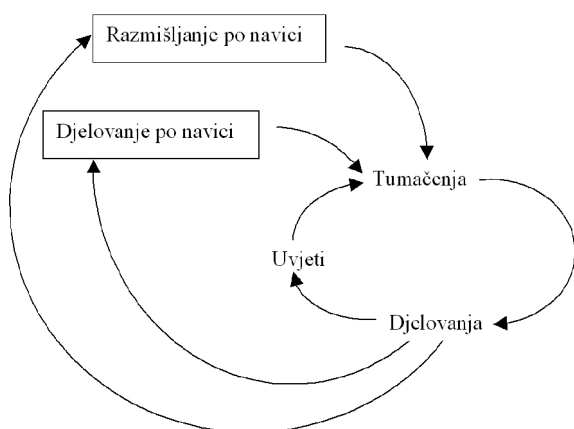 Razmišljanje po navici
Djelovanje po navici
Tumačenja
Uvjeti
Djelovanja